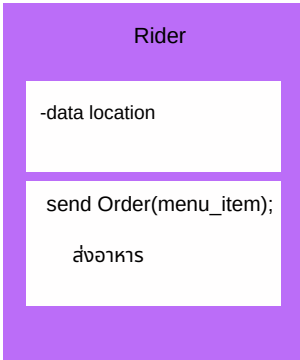 Rider
-data location
send Order(menu_item);
ส่งอาหาร